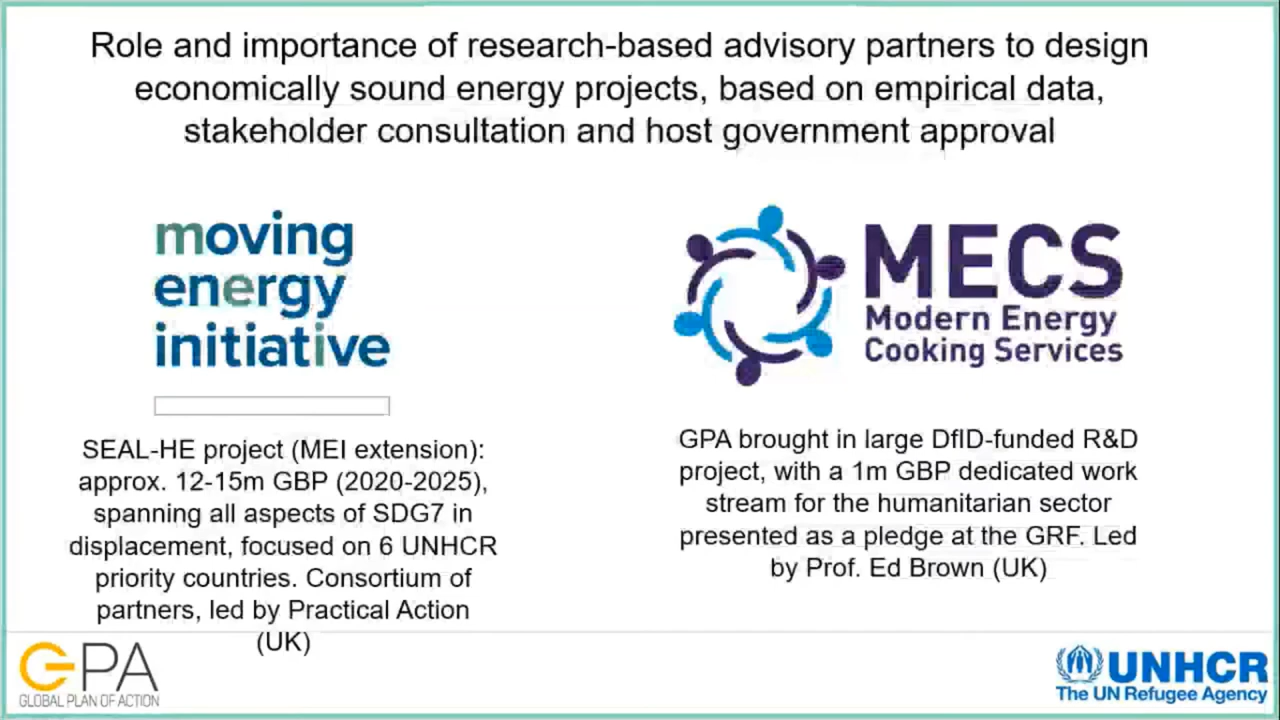 Role and importance of research-based advisory partners to design
economically sound energy projects, based on empirical data,
stakeholder consultation and host government approval
moving
energy
initiative
SEAL-HE project (MEI extension):
approx. 12-15m GBP (2020-2025),
spanning all aspects of SDG7 in
displacement, focused on 6 UNHCR
priority countries. Consortium of
partners, led by Practical Action
(UK)
MECS
Modern Energy
Cooking Services
GPA brought in large DfID-funded R&D
project, with a 1m GBP dedicated work
stream for the humanitarian sector
presented as a pledge at the GRF. Led
by Prof. Ed Brown (UK)
GPA
GLOBAL PLAN OF ACTION
UNHCR
The UN Refugee Agency